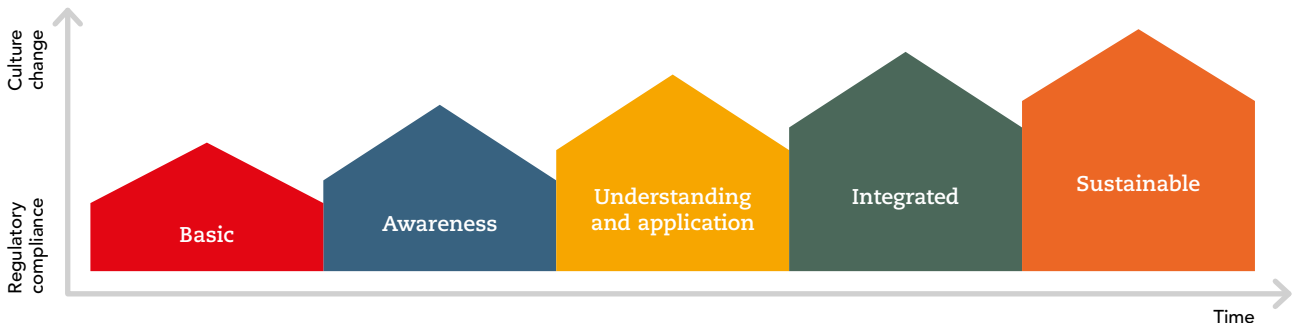 Culture
change
Regulatory
compliance
Basic
Awareness
Understanding
and application
Integrated
Sustainable
Time